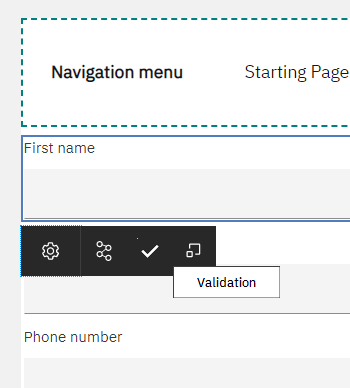 Navigation menu Starting Page
First name
Validation
Phone number